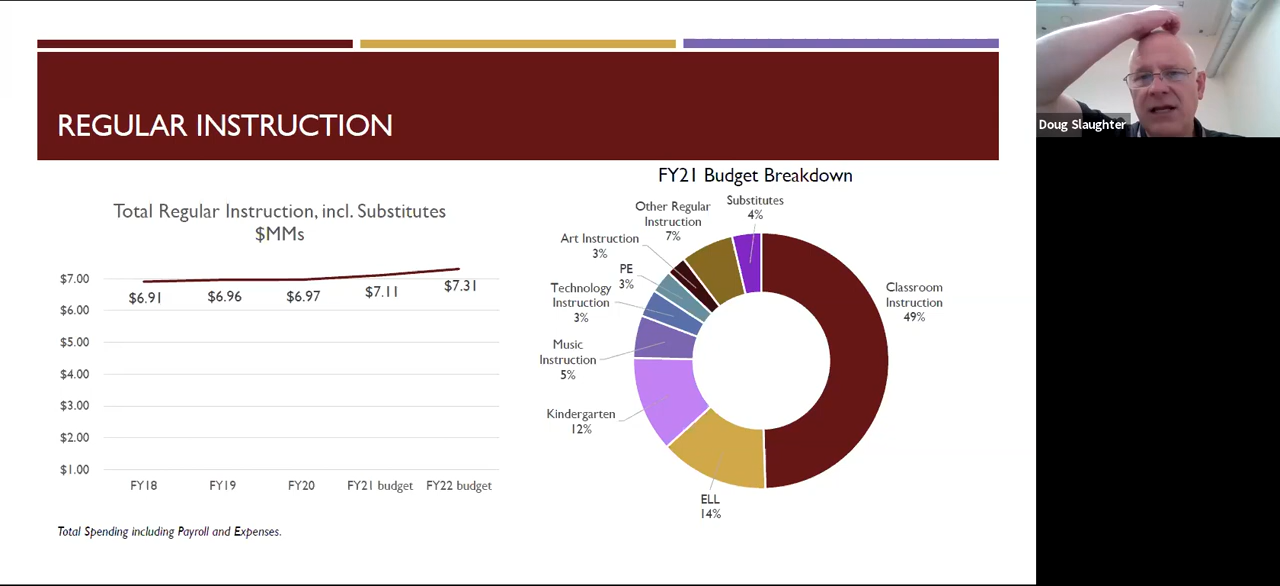 REGULAR INSTRUCTION
Total Regular Instruction, incl. Substitutes
$MMs
$7.00
$6.00
$5.00
$4.00
$3.00
$2.00
$1.00
$6.91
$6.96
$6.97
$7.11
$7.31
FY18
FY19
FY20
FY21 budget
FY22 budget
Total Spending including Payroll and Expenses.
FY21 Budget Breakdown
Substitutes
4%
Other Regular
Instruction
7%
Art Instruction
3%
PE
3%
Technology
Instruction
3%
Music
Instruction
5%
Kindergarten
12%
ELL
14%
Classroom
Instruction
49%
Doug Slaughter